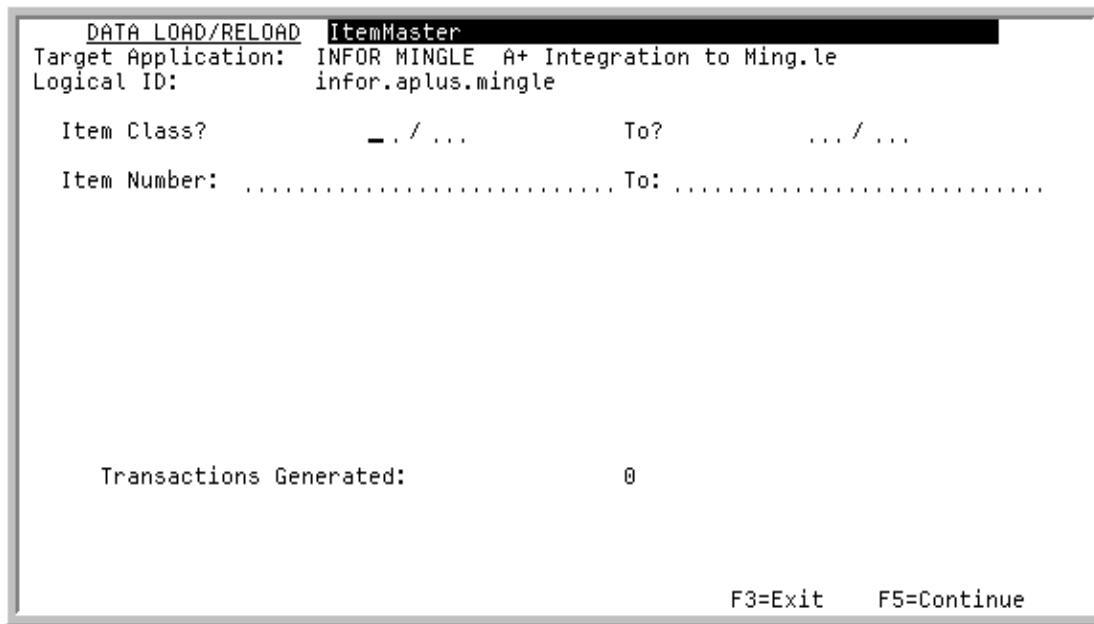 DATA LOAD/RELOAD ItemMaster
Target Application: INFOR MINGLE A+ Integration to Ming.le
Logical ID: infor.aplus.mingle
Item Class? _ . / ... To? ... / ...
Item Number: ............................ To: ............................
Transactions Generated: 0
F3=Exit F5=Continue